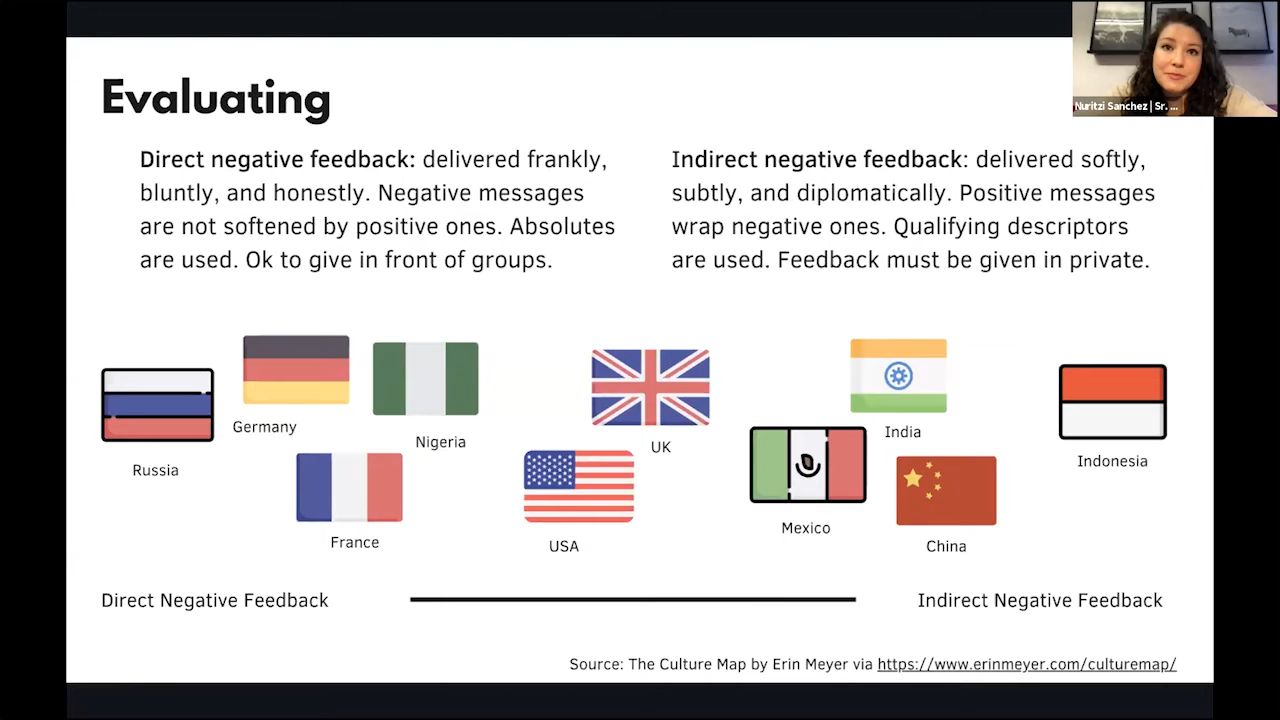 Evaluating
Nuritzi Sanchez | Sr. ...
Direct negative feedback: delivered frankly,
bluntly, and honestly. Negative messages
are not softened by positive ones. Absolutes
are used. Ok to give in front of groups.
Indirect negative feedback: delivered softly,
subtly, and diplomatically. Positive messages
wrap negative ones. Qualifying descriptors
are used. Feedback must be given in private.
Russia
Germany
France
Nigeria
USA
UK
Mexico
India
China
Indonesia
Direct Negative Feedback
Indirect Negative Feedback
Source: The Culture Map by Erin Meyer via https://www.erinmeyer.com/culturemap/